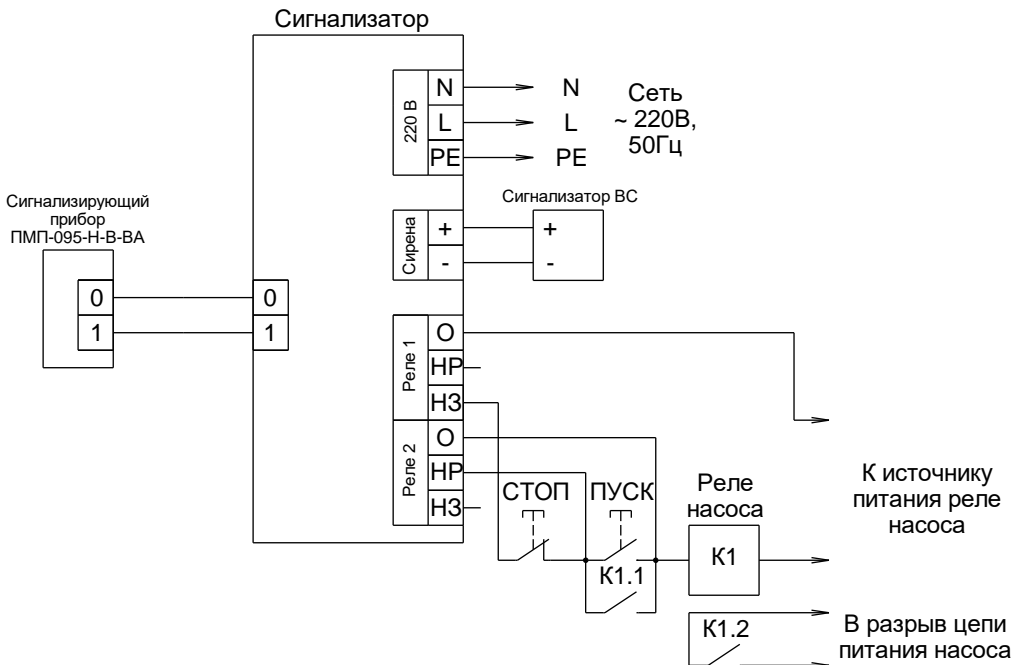 Сигнализатор
220 В
N
L
PE
N
L
PE
Сеть
~ 220В,
50Гц
Сигнализирующий
прибор
ПМП-095-Н-В-ВА
0
1
0
1
Сирена
+
-
Сигнализатор ВС
+
-
Реле 1
О
НР
НЗ
Реле 2
О
НР
НЗ
СТОП
ПУСК
К1.1
Реле
насоса
К1
К источнику
питания реле
насоса
К1.2
В разрыв цепи
питания насоса